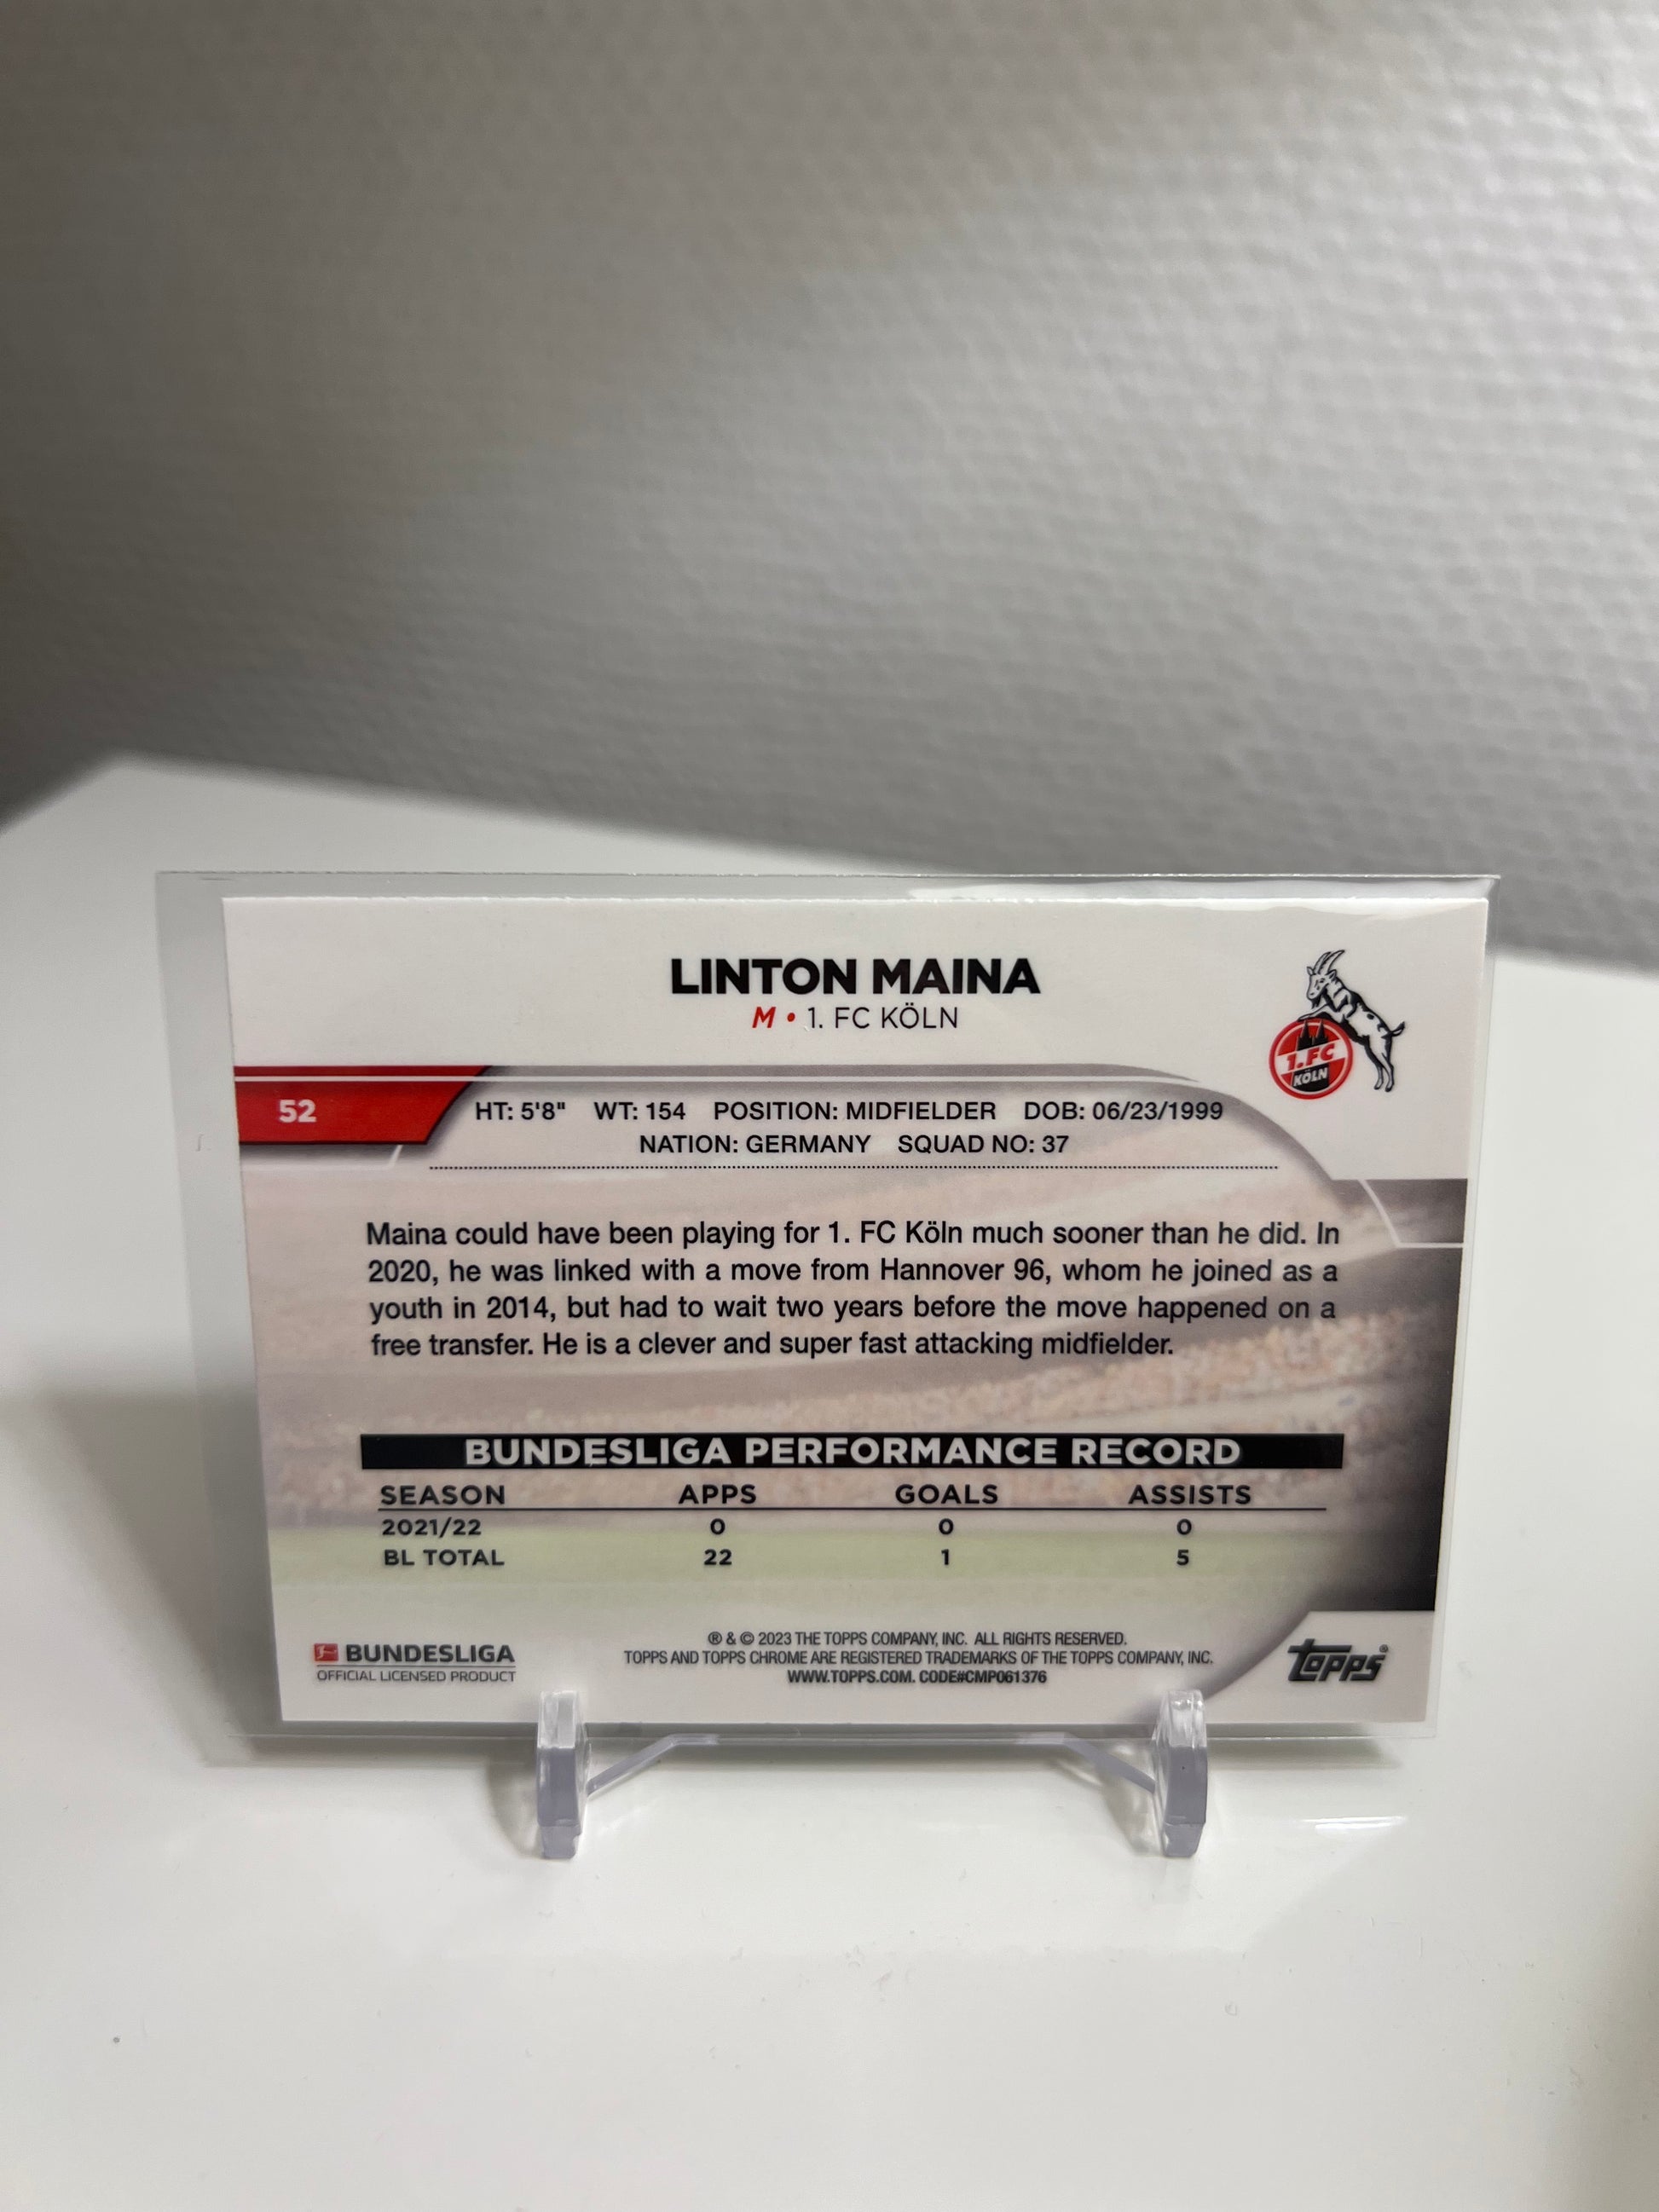 LINTON MAINA
M • 1. FC KÖLN
1. FC
KÖLN
52
HT: 5'8" WT: 154 POSITION: MIDFIELDER DOB: 06/23/1999
NATION: GERMANY SQUAD NO: 37
Maina could have been playing for 1. FC Köln much sooner than he did. In
2020, he was linked with a move from Hannover 96, whom he joined as a
youth in 2014, but had to wait two years before the move happened on a
free transfer. He is a clever and super fast attacking midfielder.
BUNDESLIGA PERFORMANCE RECORD
SEASON APPS GOALS ASSISTS
2021/22 0 0 0
BL TOTAL 22 1 5
BUNDESLIGA
OFFICIAL LICENSED PRODUCT
® & © 2023 THE TOPPS COMPANY, INC. ALL RIGHTS RESERVED.
TOPPS AND TOPPS CHROME ARE REGISTERED TRADEMARKS OF THE TOPPS COMPANY, INC.
WWW.TOPPS.COM. CODE#CMP061376
Topps®